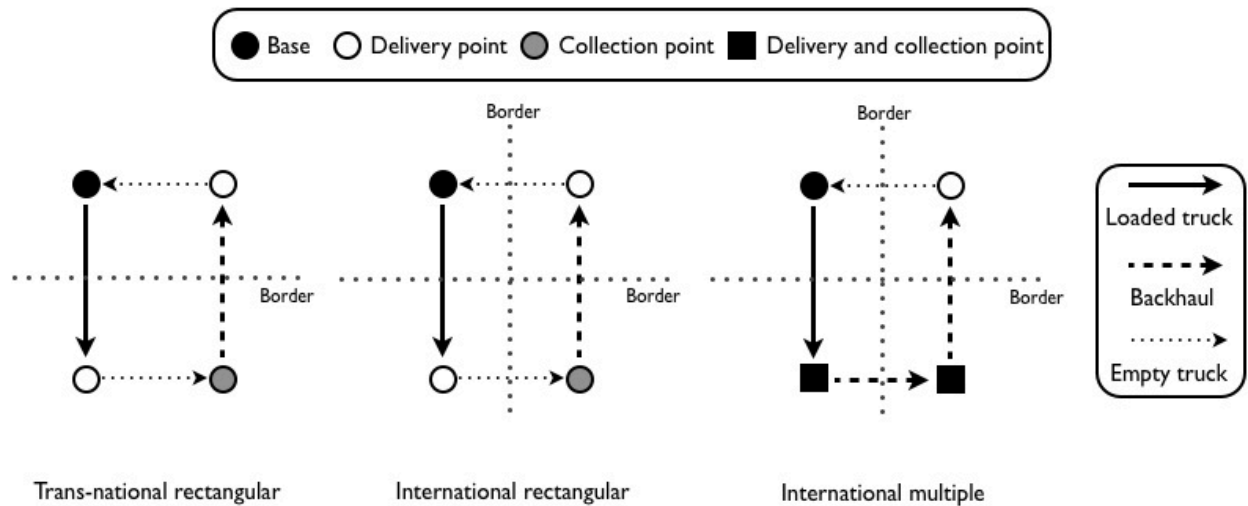 Base
Delivery point
Collection point
Delivery and collection point
Border
Border
Border
Border
Border
Loaded truck
Backhaul
Empty truck
Trans-national rectangular
International rectangular
International multiple